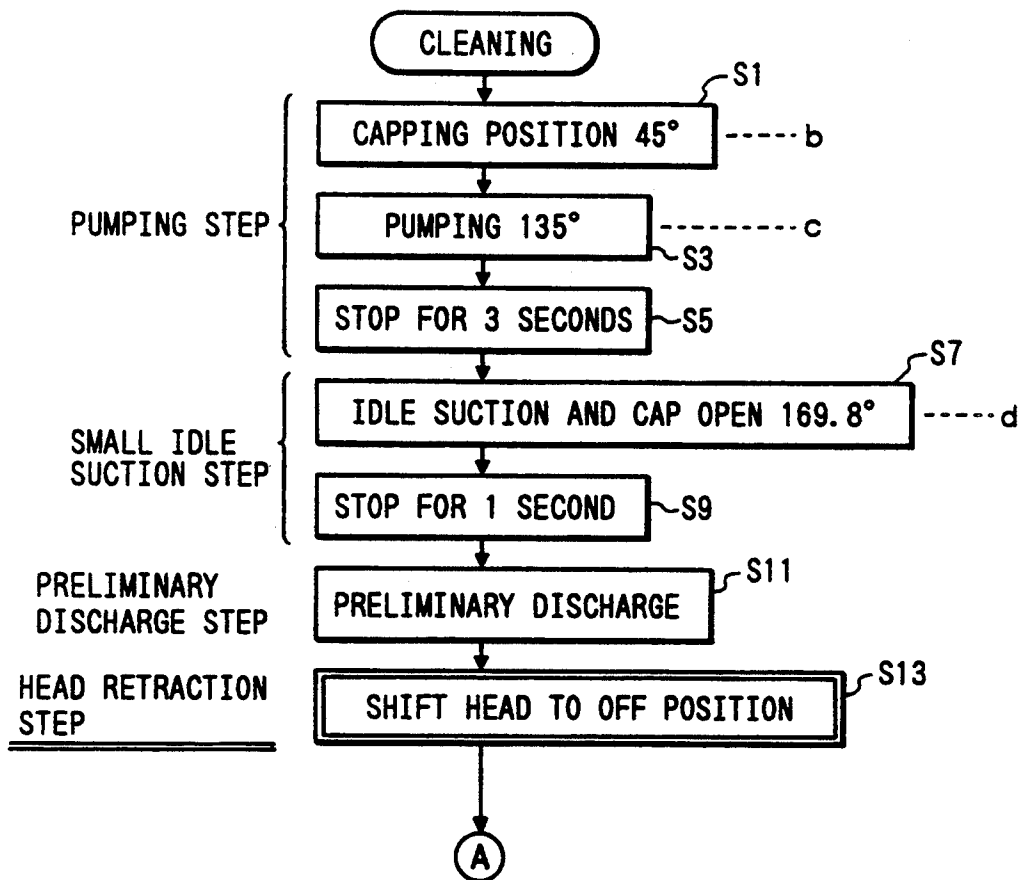 CLEANING
S1
CAPPING POSITION 45°
b
PUMPING STEP
PUMPING 135°
c
S3
STOP FOR 3 SECONDS
S5
S7
IDLE SUCTION AND CAP OPEN 169.8°
d
SMALL IDLE
SUCTION STEP
STOP FOR 1 SECOND
S9
PRELIMINARY
DISCHARGE STEP
S11
PRELIMINARY DISCHARGE
HEAD RETRACTION
STEP
S13
SHIFT HEAD TO OFF POSITION
A